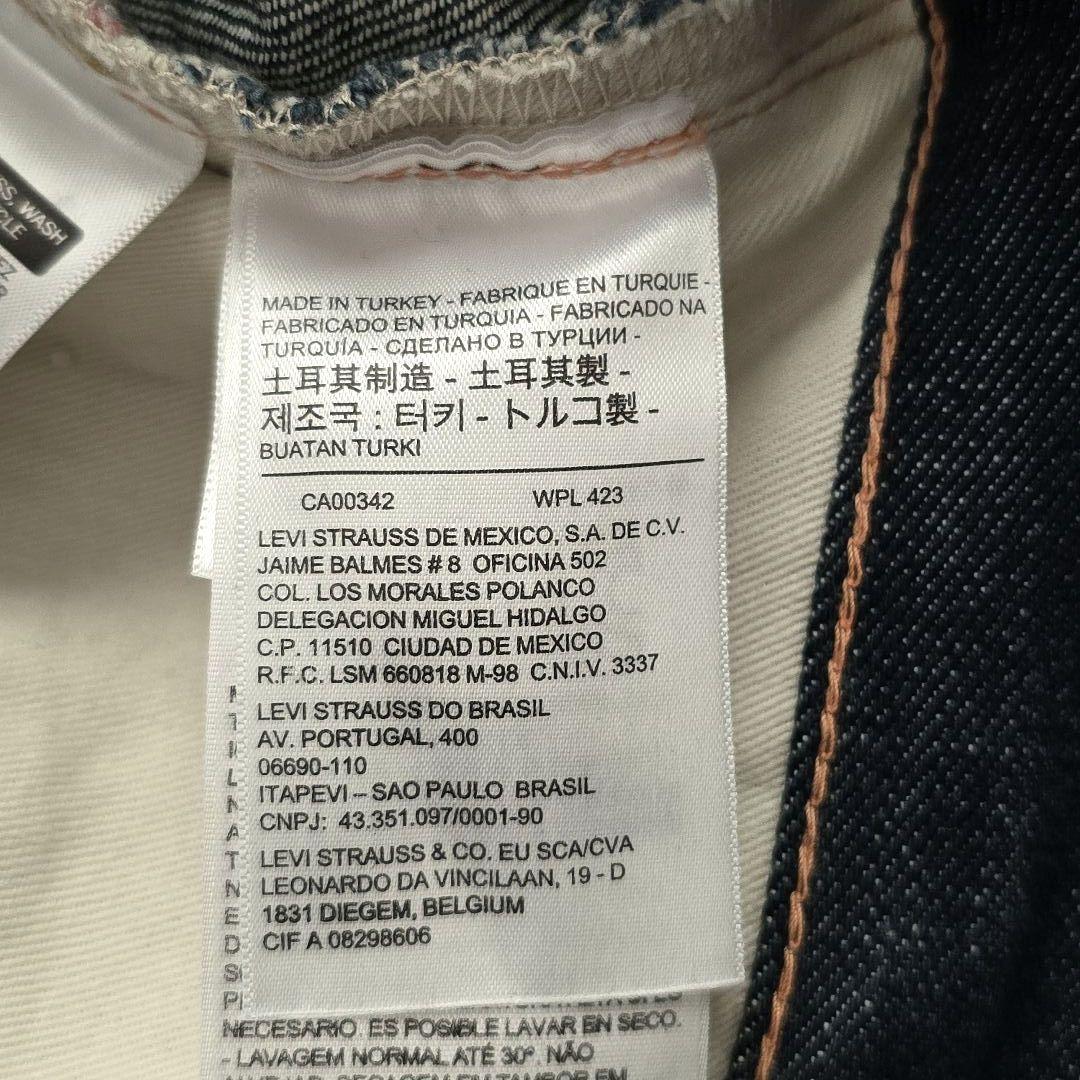 SS, WASH
CLE
MADE IN TURKEY - FABRIQUE EN TURQUIE -
FABRICADO EN TURQUIA - FABRICADO NA
TURQUÍA - СДЕЛАНО В ТУРЦИИ -
土耳其制造 - 土耳其製 -
제조국 : 터키 - トルコ製 -
BUATAN TURKI
CA00342 WPL 423
LEVI STRAUSS DE MEXICO, S.A. DE C.V.
JAIME BALMES # 8 OFICINA 502
COL. LOS MORALES POLANCO
DELEGACION MIGUEL HIDALGO
C.P. 11510 CIUDAD DE MEXICO
R.F.C. LSM 660818 M-98 C.N.I.V. 3337
LEVI STRAUSS DO BRASIL
AV. PORTUGAL, 400
06690-110
ITAPEVI – SAO PAULO BRASIL
CNPJ: 43.351.097/0001-90
LEVI STRAUSS & CO. EU SCA/CVA
LEONARDO DA VINCILAAN, 19 - D
1831 DIEGEM, BELGIUM
CIF A 08298606
NECESARIO. ES POSIBLE LAVAR EN SECO.
- LAVAGEM NORMAL ATÉ 30º. NÃO